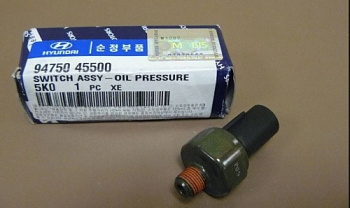 HYUNDAI
순정부품
94750 45500
SWITCH ASSY-OIL PRESSURE
5K0 1 PC XE